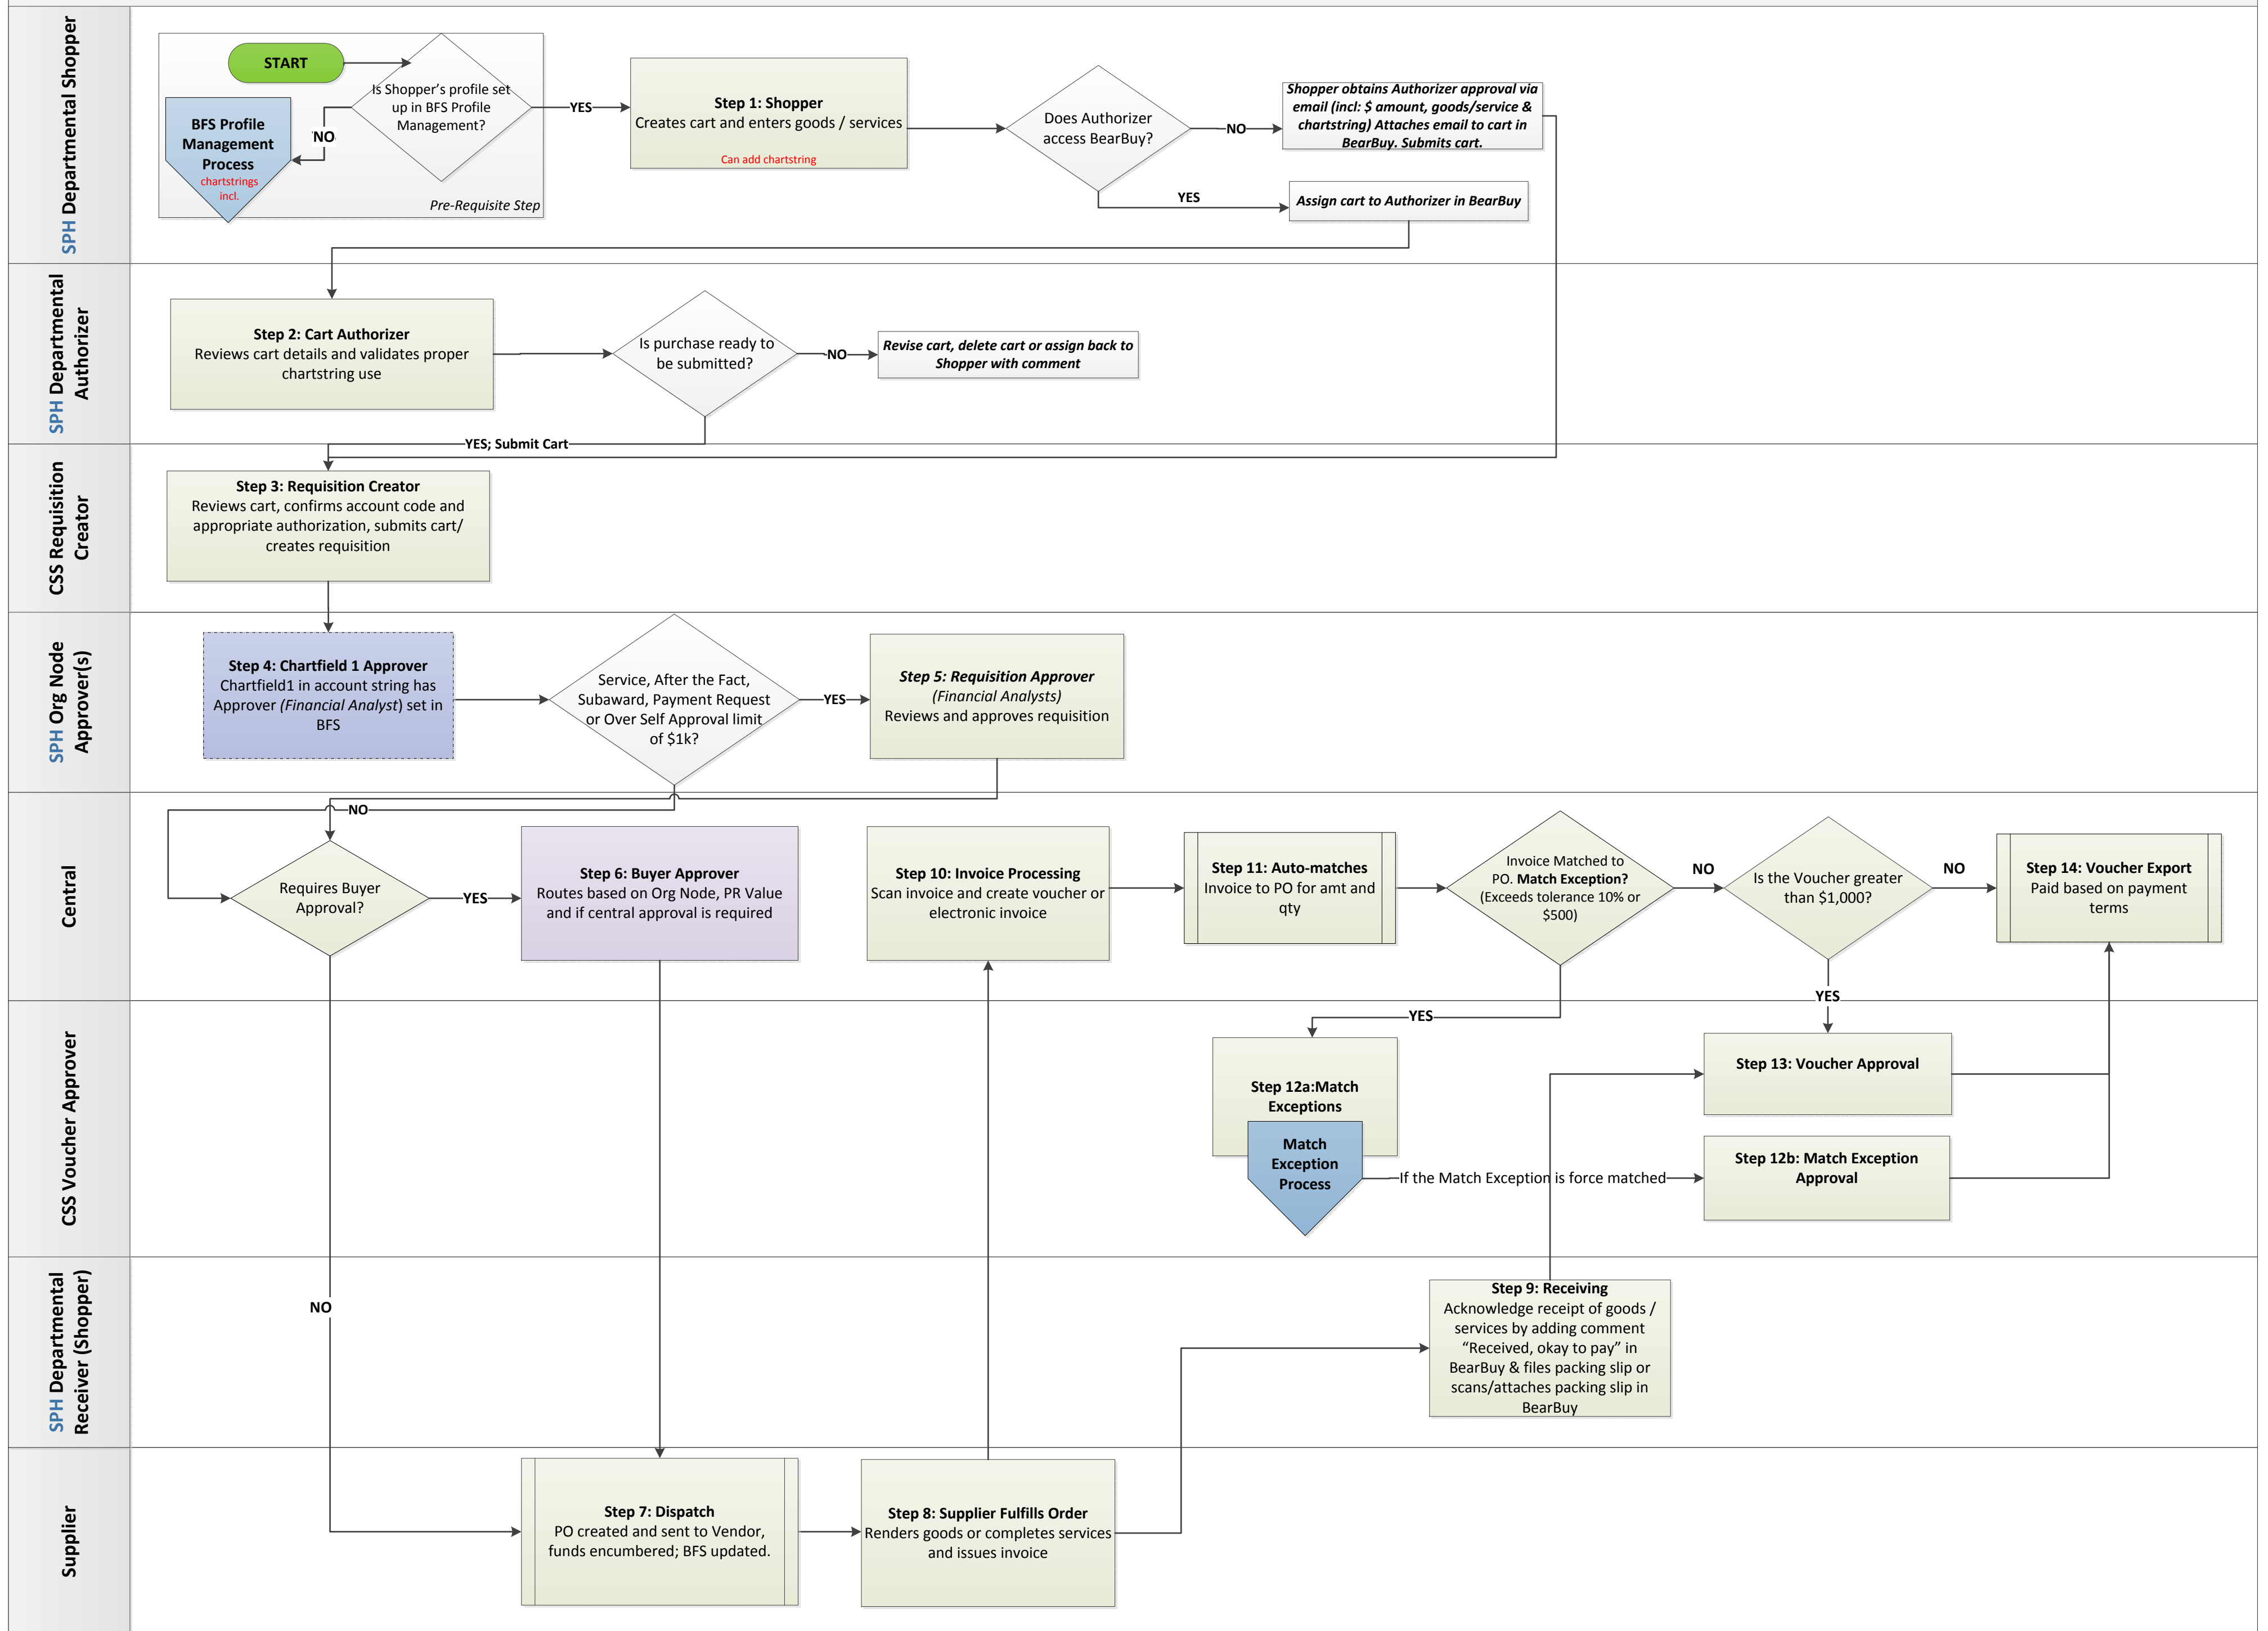 SPH Departmental Shopper
START
Is Shopper's profile set
up in BFS Profile
Management?
NO
BFS Profile
Management
Process
chartstrings
incl.
Pre-Requisite Step
YES
Step 1: Shopper
Creates cart and enters goods / services
Can add chartstring
Does Authorizer
access BearBuy?
NO
Shopper obtains Authorizer approval via
email (incl: $ amount, goods/service &
chartstring) Attaches email to cart in
BearBuy. Submits cart.
YES
Assign cart to Authorizer in BearBuy
SPH Departmental
Authorizer
Step 2: Cart Authorizer
Reviews cart details and validates proper
chartstring use
Is purchase ready to
be submitted?
NO
Revise cart, delete cart or assign back to
Shopper with comment
YES; Submit Cart
CSS Requisition
Creator
Step 3: Requisition Creator
Reviews cart, confirms account code and
appropriate authorization, submits cart/
creates requisition
SPH Org Node
Approver(s)
Step 4: Chartfield 1 Approver
Chartfield1 in account string has
Approver (Financial Analyst) set in
BFS
Service, After the Fact,
Subaward, Payment Request
or Over Self Approval limit
of $1k?
YES
Step 5: Requisition Approver
(Financial Analysts)
Reviews and approves requisition
NO
Central
Requires Buyer
Approval?
YES
Step 6: Buyer Approver
Routes based on Org Node, PR Value
and if central approval is required
Step 10: Invoice Processing
Scan invoice and create voucher or
electronic invoice
Step 11: Auto-matches
Invoice to PO for amt and
qty
Invoice Matched to
PO. Match Exception?
(Exceeds tolerance 10% or
$500)
NO
Is the Voucher greater
than $1,000?
NO
Step 14: Voucher Export
Paid based on payment
terms
YES
YES
CSS Voucher Approver
Step 12a:Match
Exceptions
Match
Exception
Process
If the Match Exception is force matched
Step 13: Voucher Approval
Step 12b: Match Exception
Approval
SPH Departmental
Receiver (Shopper)
NO
Step 9: Receiving
Acknowledge receipt of goods /
services by adding comment
“Received, okay to pay” in
BearBuy & files packing slip or
scans/attaches packing slip in
BearBuy
Supplier
Step 7: Dispatch
PO created and sent to Vendor,
funds encumbered; BFS updated.
Step 8: Supplier Fulfills Order
Renders goods or completes services
and issues invoice